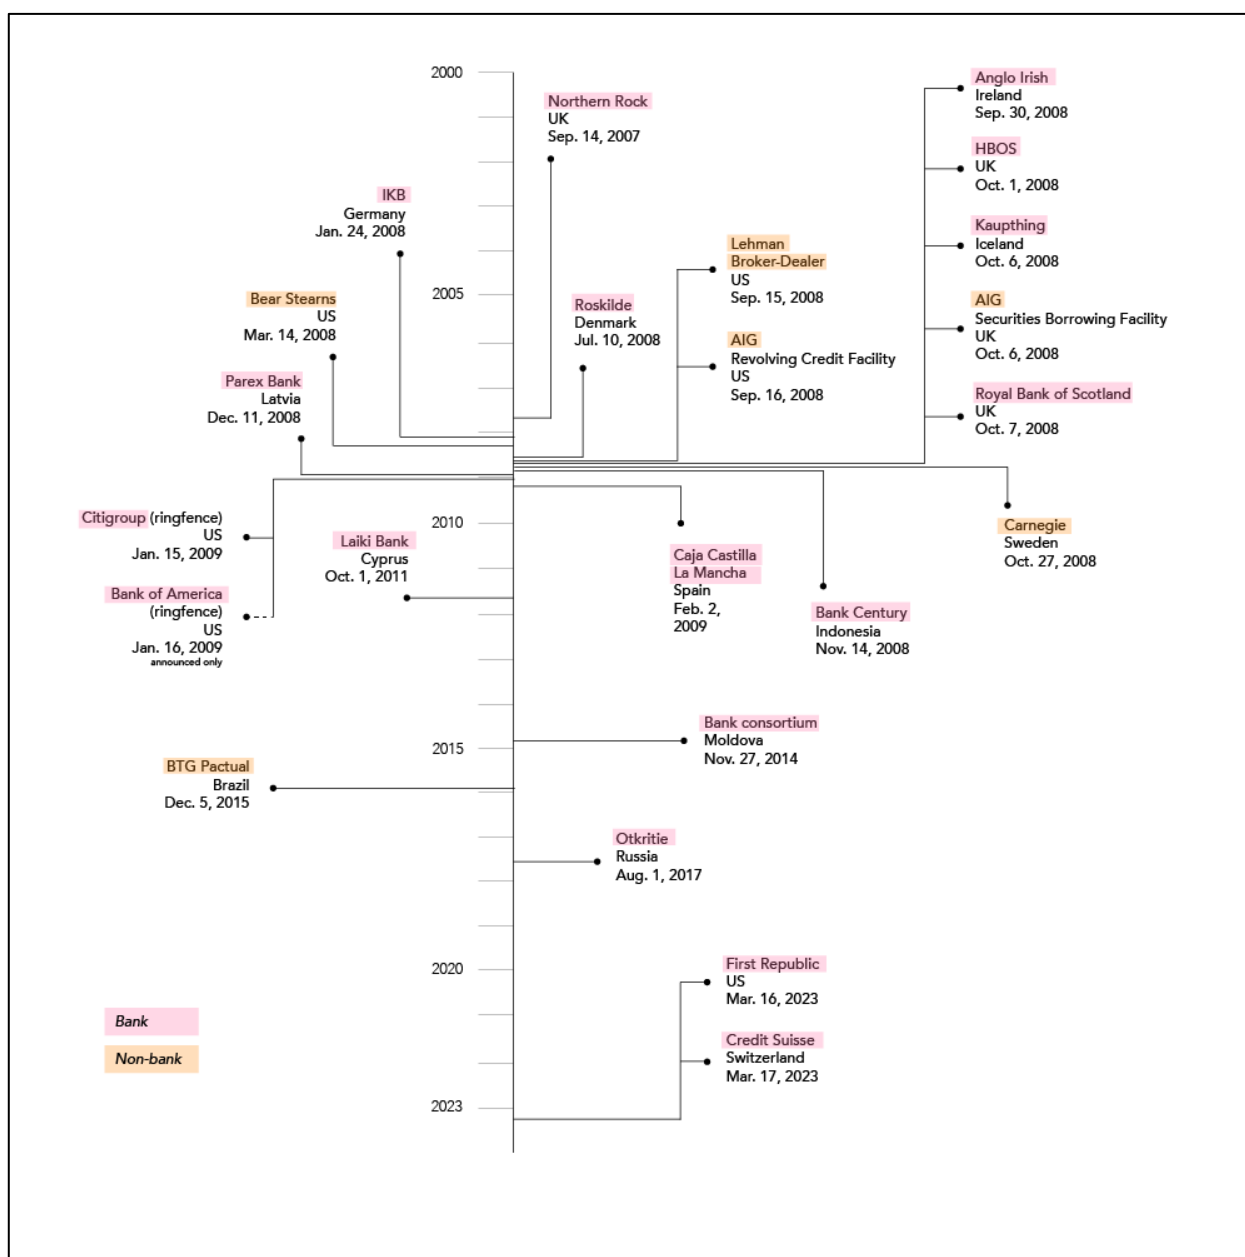 2000
Northern Rock
UK
Sep. 14, 2007
Anglo Irish
Ireland
Sep. 30, 2008
HBOS
UK
Oct. 1, 2008
IKB
Germany
Jan. 24, 2008
Kaupthing
Iceland
Oct. 6, 2008
Lehman
Broker-Dealer
US
Sep. 15, 2008
2005
Bear Stearns
US
Mar. 14, 2008
Roskilde
Denmark
Jul. 10, 2008
AIG
Securities Borrowing Facility
UK
Oct. 6, 2008
AIG
Revolving Credit Facility
US
Sep. 16, 2008
Parex Bank
Latvia
Dec. 11, 2008
Royal Bank of Scotland
UK
Oct. 7, 2008
Citigroup (ringfence)
US
Jan. 15, 2009
2010
Laiki Bank
Cyprus
Oct. 1, 2011
Caja Castilla
La Mancha
Spain
Feb. 2,
2009
Carnegie
Sweden
Oct. 27, 2008
Bank of America
(ringfence)
US
Jan. 16, 2009
announced only
Bank Century
Indonesia
Nov. 14, 2008
Bank consortium
Moldova
Nov. 27, 2014
2015
BTG Pactual
Brazil
Dec. 5, 2015
Otkritie
Russia
Aug. 1, 2017
2020
First Republic
US
Mar. 16, 2023
Bank
Non-bank
Credit Suisse
Switzerland
Mar. 17, 2023
2023